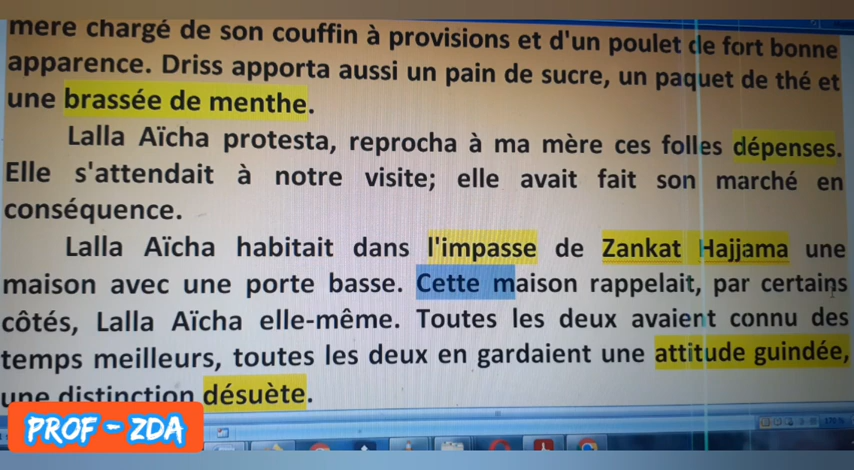 mere chargé de son couffin à provisions et d'un poulet de fort bonne
apparence. Driss apporta aussi un pain de sucre, un paquet de thé et
une brassée de menthe.
Lalla Aïcha protesta, reprocha à ma mère ces folles dépenses.
Elle s'attendait à notre visite; elle avait fait son marché en
conséquence.
Lalla Aïcha habitait dans l'impasse de Zankat Hajjama une
maison avec une porte basse. Cette maison rappelait, par certains
côtés, Lalla Aïcha elle-même. Toutes les deux avaient connu des
temps meilleurs, toutes les deux en gardaient une attitude guindée,
une distinction désuète.
PROF - ZDA
170 %